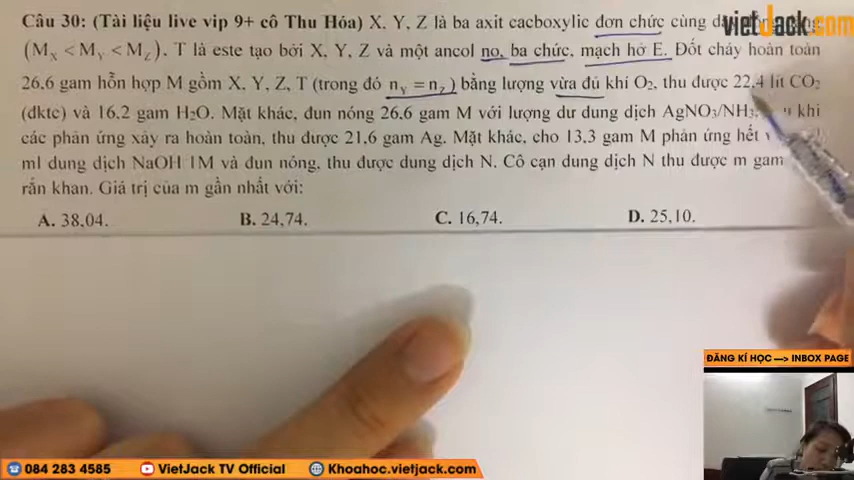 Câu 30: (Tài liệu live vip 9+ cô Thu Hóa) X, Y, Z là ba axit cacboxylic đơn chức cùng
vietJack.com
(M_X < M_Y < M_Z). T là este tạo bởi X, Y, Z và một ancol no, ba chức, mạch hở E. Đốt cháy hoàn toàn
26,6 gam hỗn hợp M gồm X, Y, Z, T (trong đó n_Y = n_Z) bằng lượng vừa đủ khí O₂, thu được 22,4 lít CO₂
(đktc) và 16,2 gam H₂O. Mặt khác, đun nóng 26,6 gam M với lượng dư dung dịch AgNO₃/NH₃, khi
các phản ứng xảy ra hoàn toàn, thu được 21,6 gam Ag. Mặt khác, cho 13,3 gam M phản ứng hết
ml dung dịch NaOH 1M và đun nóng, thu được dung dịch N. Cô cạn dung dịch N thu được m gam
rắn khan. Giá trị của m gần nhất với:
A. 38,04. B. 24,74. C. 16,74. D. 25,10.
ĐĂNG KÍ HỌC —> INBOX PAGE
084 283 4585 VietJack TV Official Khoahoc.vietjack.com